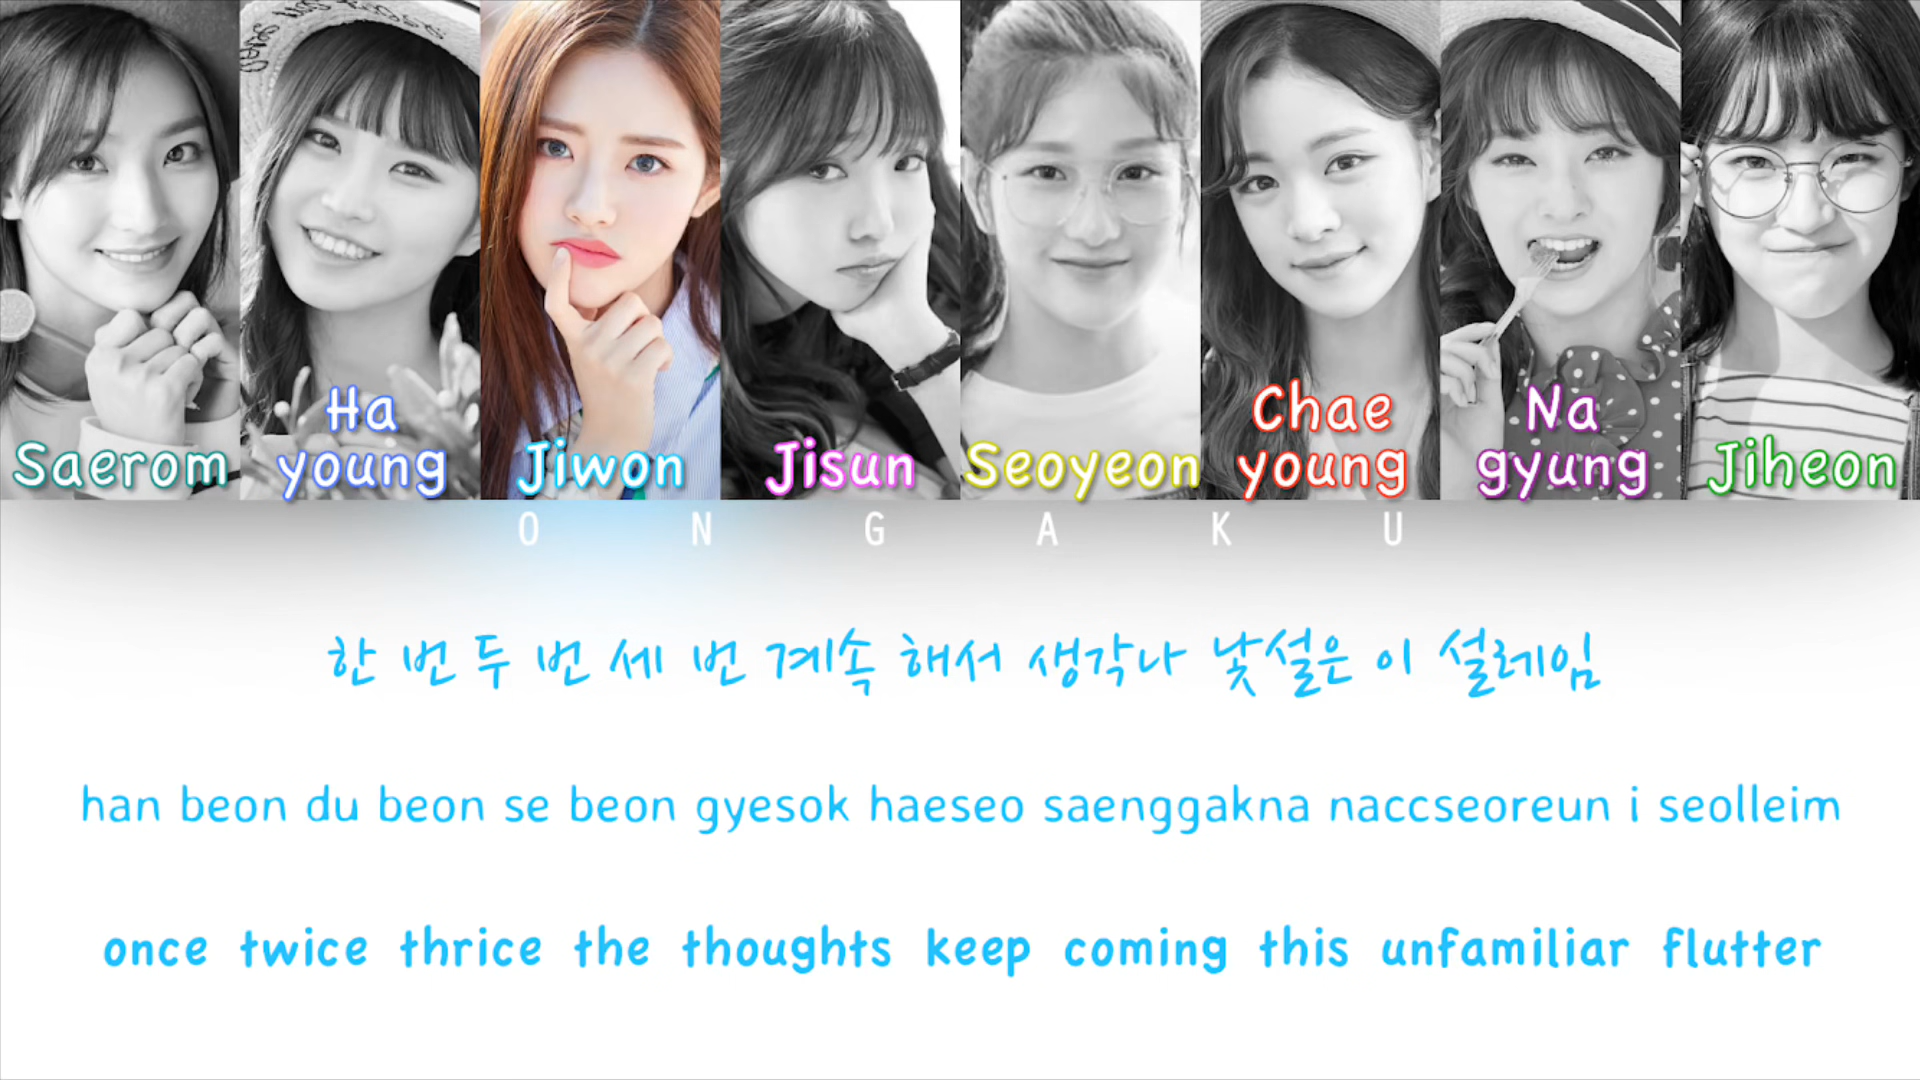 Saerom
Ha
young
Jiwon
Jisun
Seoyeon
Chae
young
Na
gyung
Jiheon
O N G A K U
한 번 두 번 세 번 계속 해서 생각나 낯설은 이 설레임
han beon du beon se beon gyesok haeseo saenggakna naccseoreun i seolleim
once twice thrice the thoughts keep coming this unfamiliar flutter